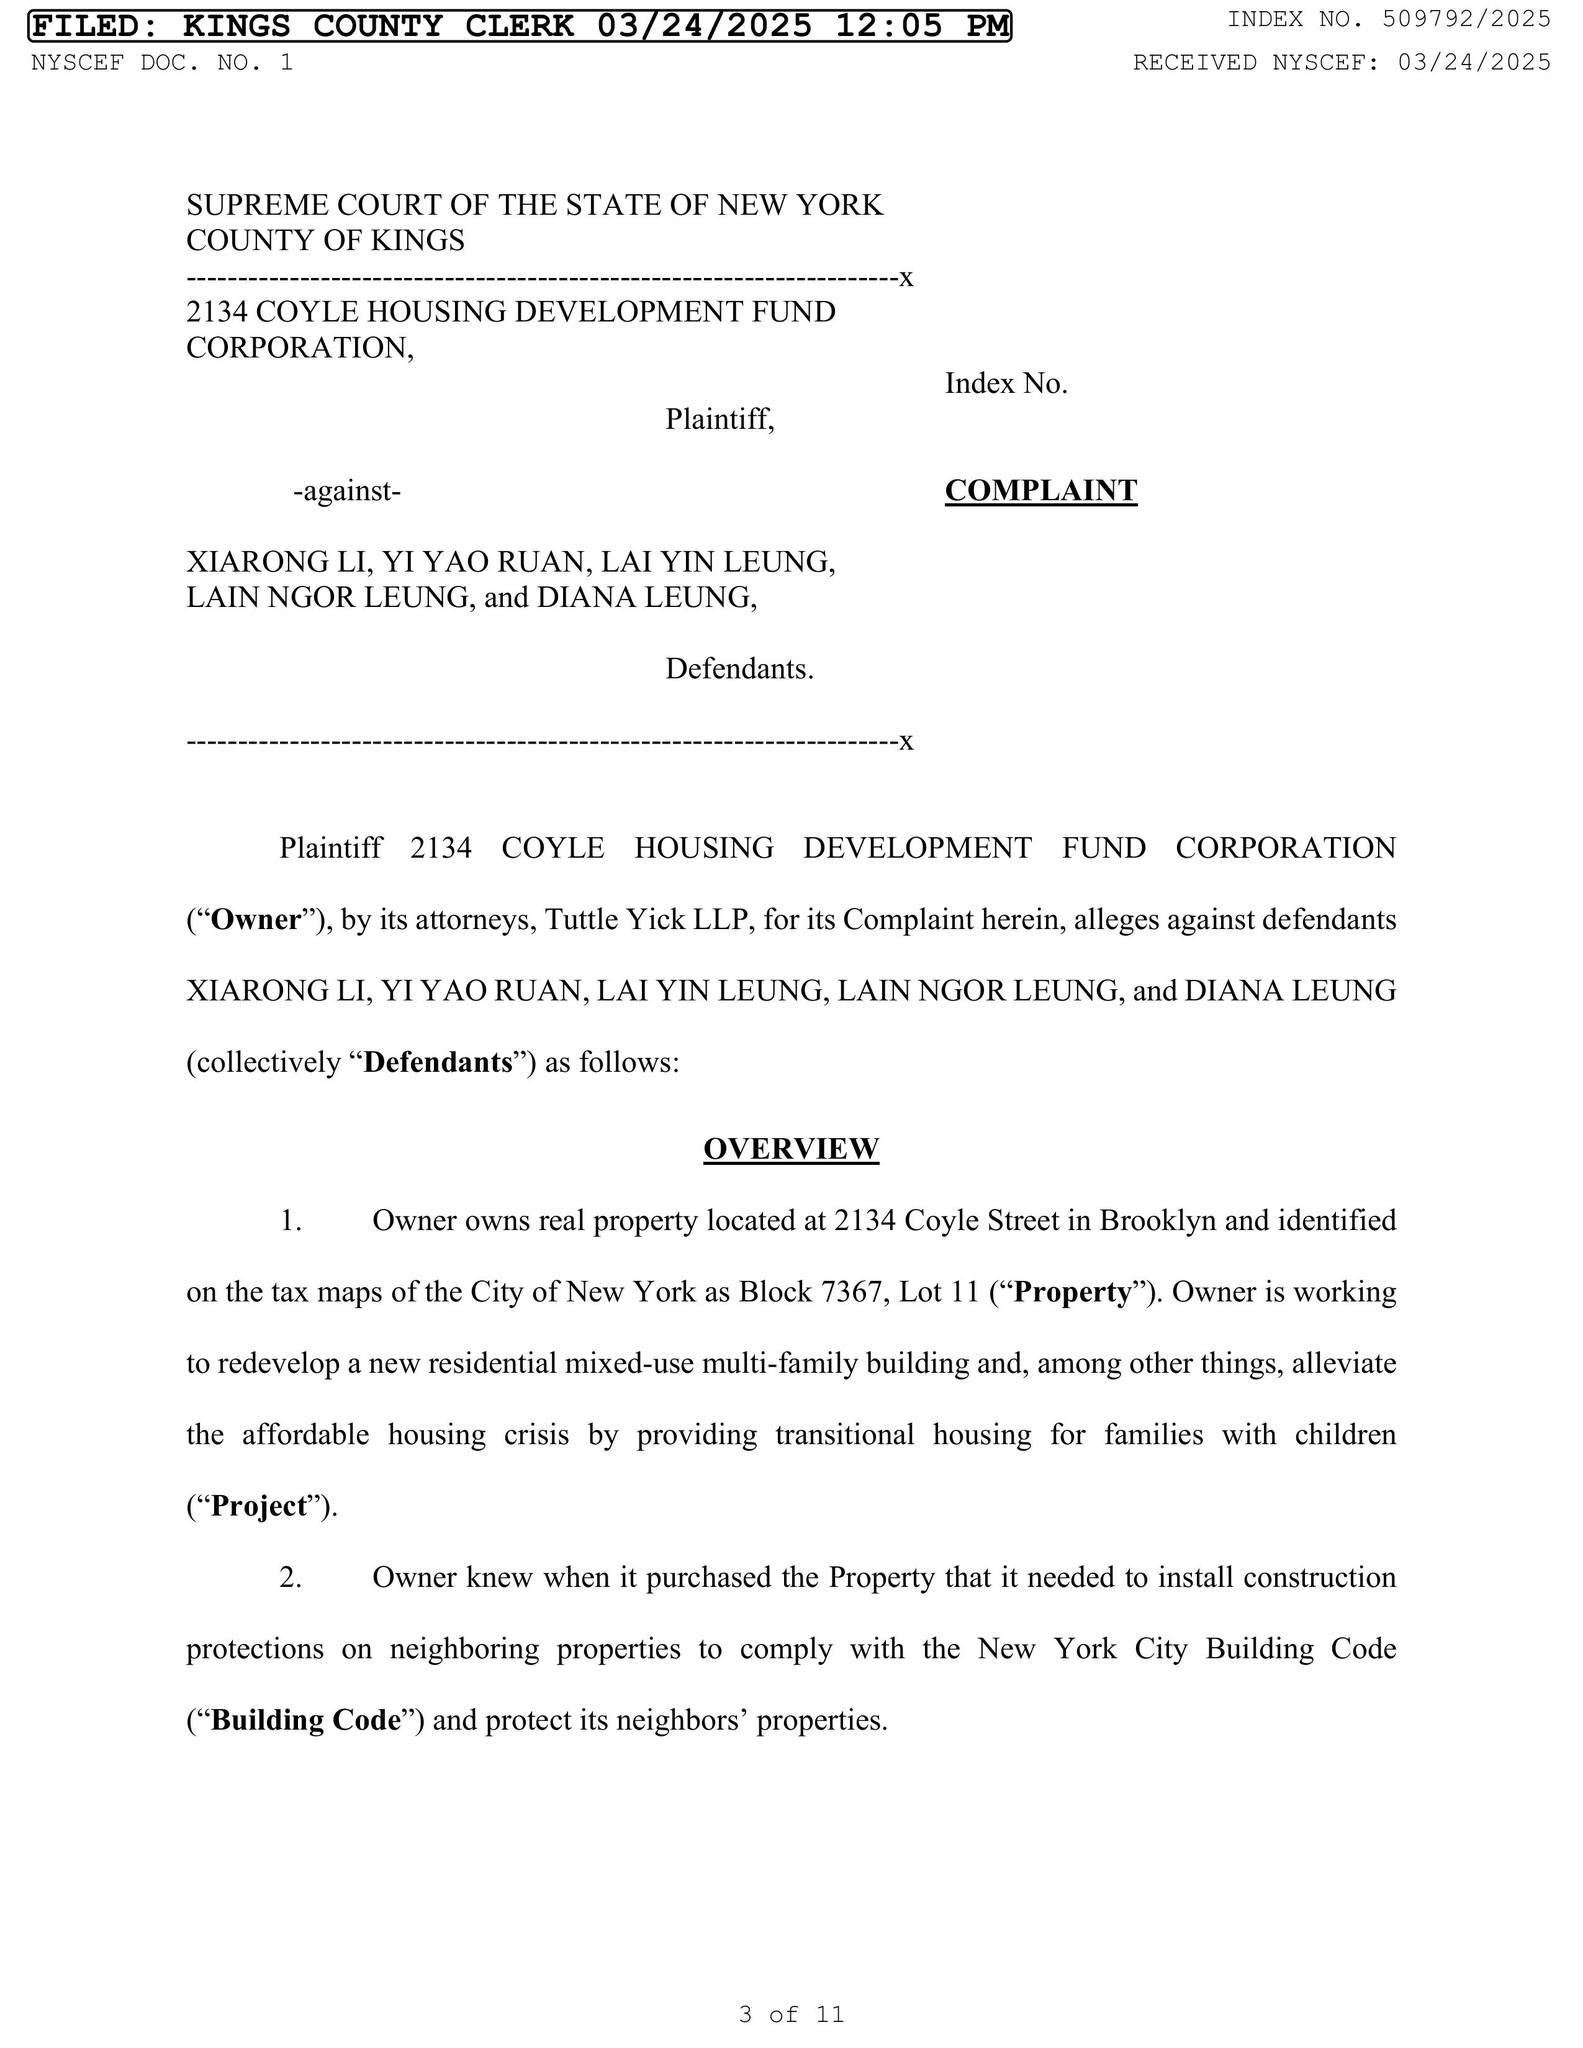 FILED: KINGS COUNTY CLERK 03/24/2025 12:05 PM
INDEX NO. 509792/2025
NYSCEF DOC. NO. 1
RECEIVED NYSCEF: 03/24/2025
SUPREME COURT OF THE STATE OF NEW YORK
COUNTY OF KINGS
---------------------------------------------------------------------x
2134 COYLE HOUSING DEVELOPMENT FUND
CORPORATION,
Index No.
Plaintiff,
-against-
COMPLAINT
XIARONG LI, YI YAO RUAN, LAI YIN LEUNG,
LAIN NGOR LEUNG, and DIANA LEUNG,
Defendants.
---------------------------------------------------------------------x
Plaintiff 2134 COYLE HOUSING DEVELOPMENT FUND CORPORATION
(“Owner”), by its attorneys, Tuttle Yick LLP, for its Complaint herein, alleges against defendants
XIARONG LI, YI YAO RUAN, LAI YIN LEUNG, LAIN NGOR LEUNG, and DIANA LEUNG
(collectively “Defendants”) as follows:
OVERVIEW
1. Owner owns real property located at 2134 Coyle Street in Brooklyn and identified
on the tax maps of the City of New York as Block 7367, Lot 11 (“Property”). Owner is working
to redevelop a new residential mixed-use multi-family building and, among other things, alleviate
the affordable housing crisis by providing transitional housing for families with children
(“Project”).
2. Owner knew when it purchased the Property that it needed to install construction
protections on neighboring properties to comply with the New York City Building Code
(“Building Code”) and protect its neighbors’ properties.
3 of 11